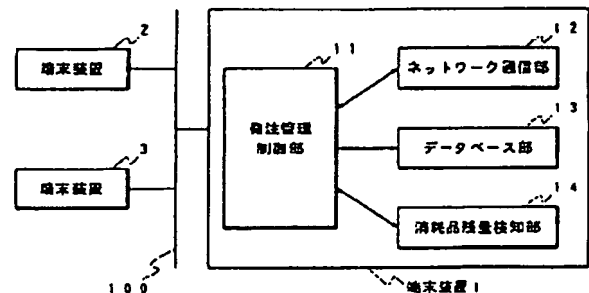 2
端末装置
3
端末装置
100
11
発注管理
制御部
12
ネットワーク通信部
13
データベース部
14
消耗品残量検知部
端末装置1